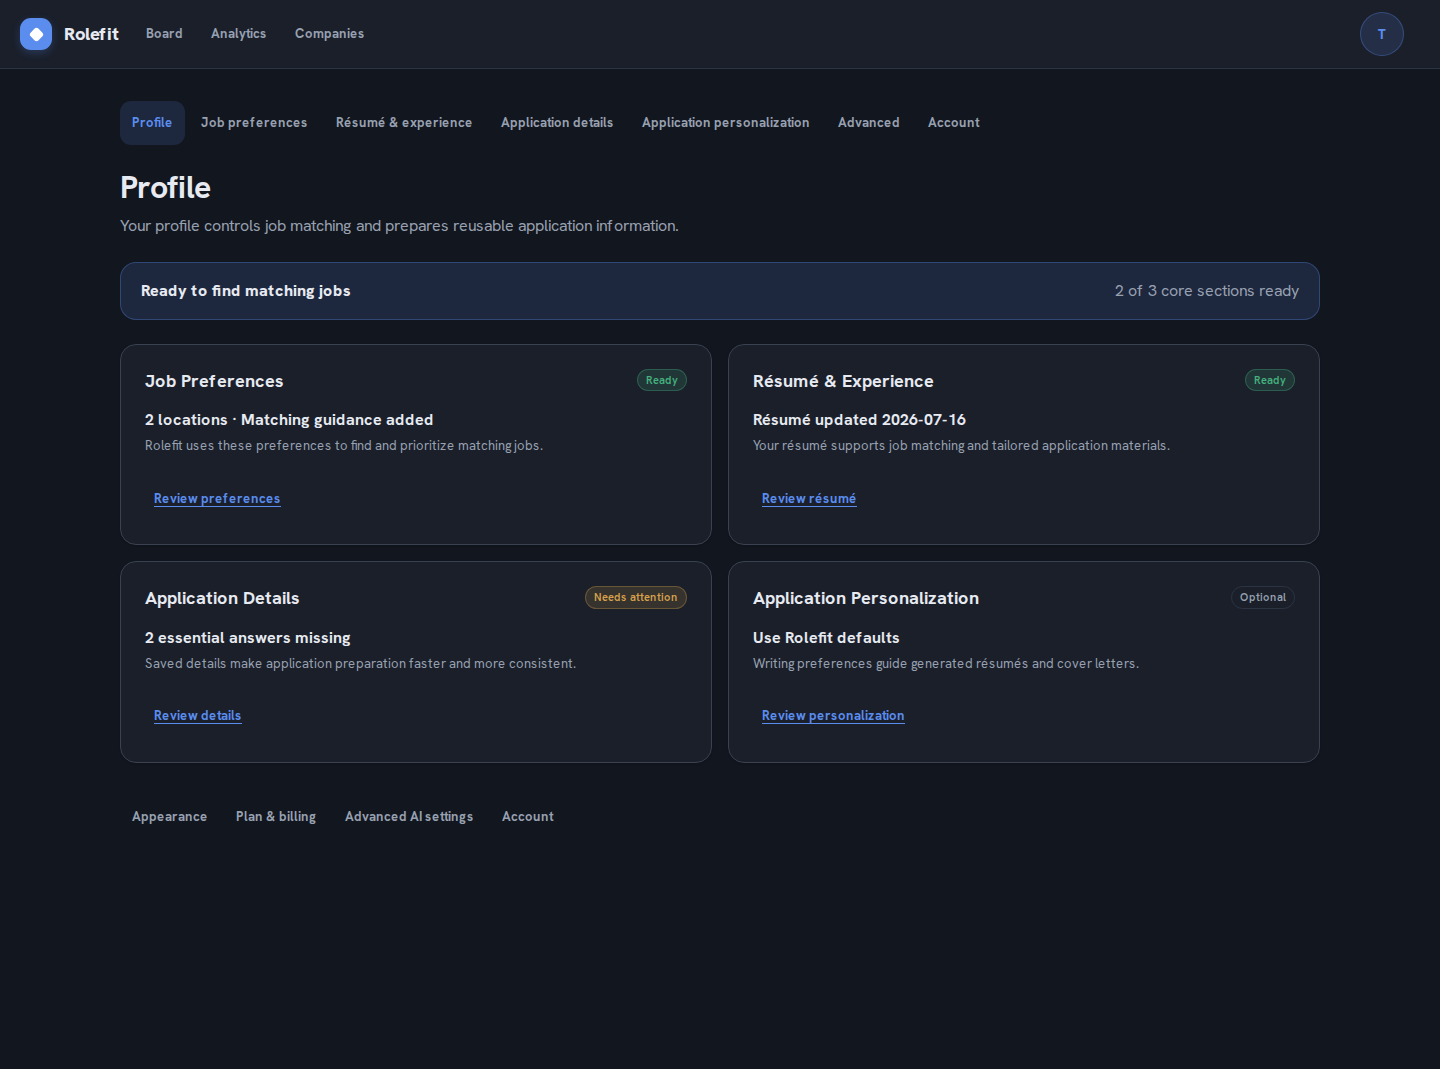 Rolefit
Board
Analytics
Companies
T
Profile
Job preferences
Résumé & experience
Application details
Application personalization
Advanced
Account
Profile
Your profile controls job matching and prepares reusable application information.
Ready to find matching jobs
2 of 3 core sections ready
Job Preferences
Ready
2 locations · Matching guidance added
Rolefit uses these preferences to find and prioritize matching jobs.
Review preferences
Résumé & Experience
Ready
Résumé updated 2026-07-16
Your résumé supports job matching and tailored application materials.
Review résumé
Application Details
Needs attention
2 essential answers missing
Saved details make application preparation faster and more consistent.
Review details
Application Personalization
Optional
Use Rolefit defaults
Writing preferences guide generated résumés and cover letters.
Review personalization
Appearance
Plan & billing
Advanced AI settings
Account